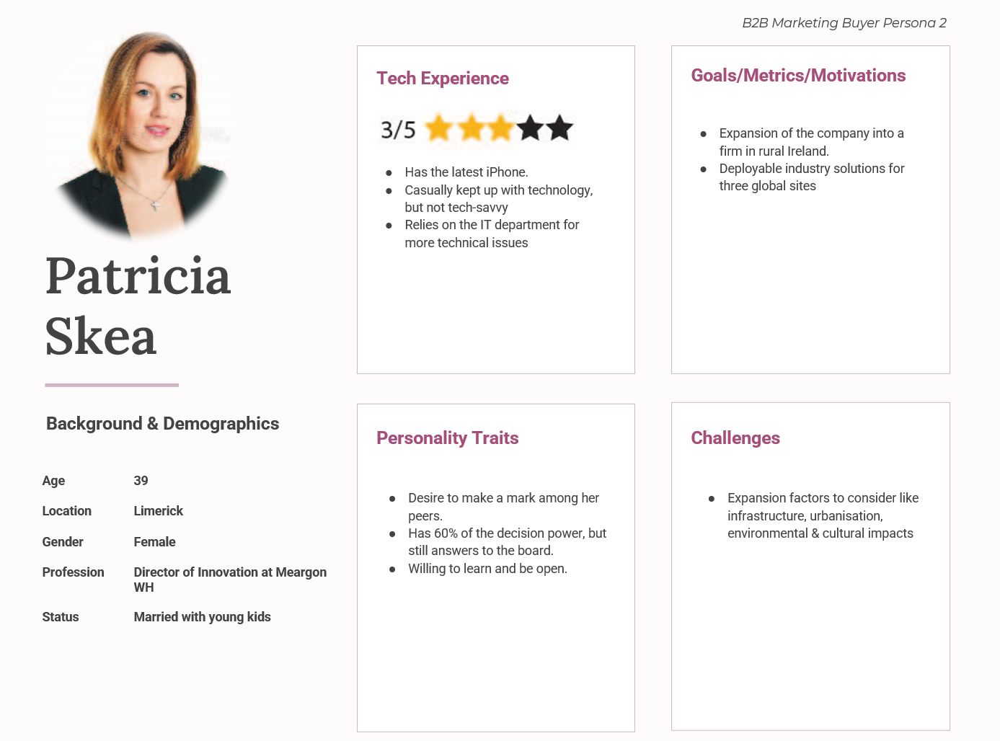 B2B Marketing Buyer Persona 2
Patricia
Skea
Background & Demographics
Age 39
Location Limerick
Gender Female
Profession Director of Innovation at Meargon
WH
Status Married with young kids
Tech Experience
3/5
● Has the latest iPhone.
● Casually kept up with technology,
but not tech-savvy
● Relies on the IT department for
more technical issues
Goals/Metrics/Motivations
● Expansion of the company into a
firm in rural Ireland.
● Deployable industry solutions for
three global sites
Personality Traits
● Desire to make a mark among her
peers.
● Has 60% of the decision power, but
still answers to the board.
● Willing to learn and be open.
Challenges
● Expansion factors to consider like
infrastructure, urbanisation,
environmental & cultural impacts